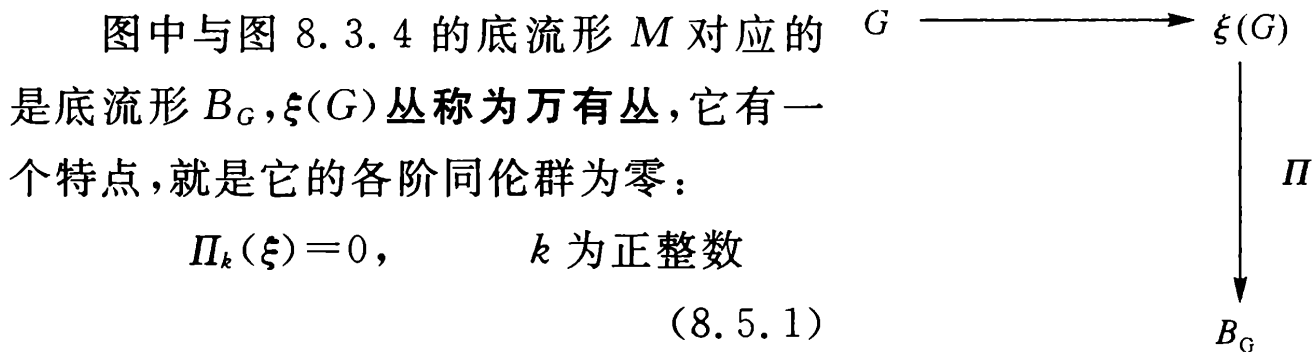 图中与图 8.3.4 的底流形 M 对应的
是底流形 B_G,ξ(G)丛称为万有丛,它有一
个特点,就是它的各阶同伦群为零:
Π_k(ξ)=0, k 为正整数
(8.5.1)
G ξ(G)
Π
B_G